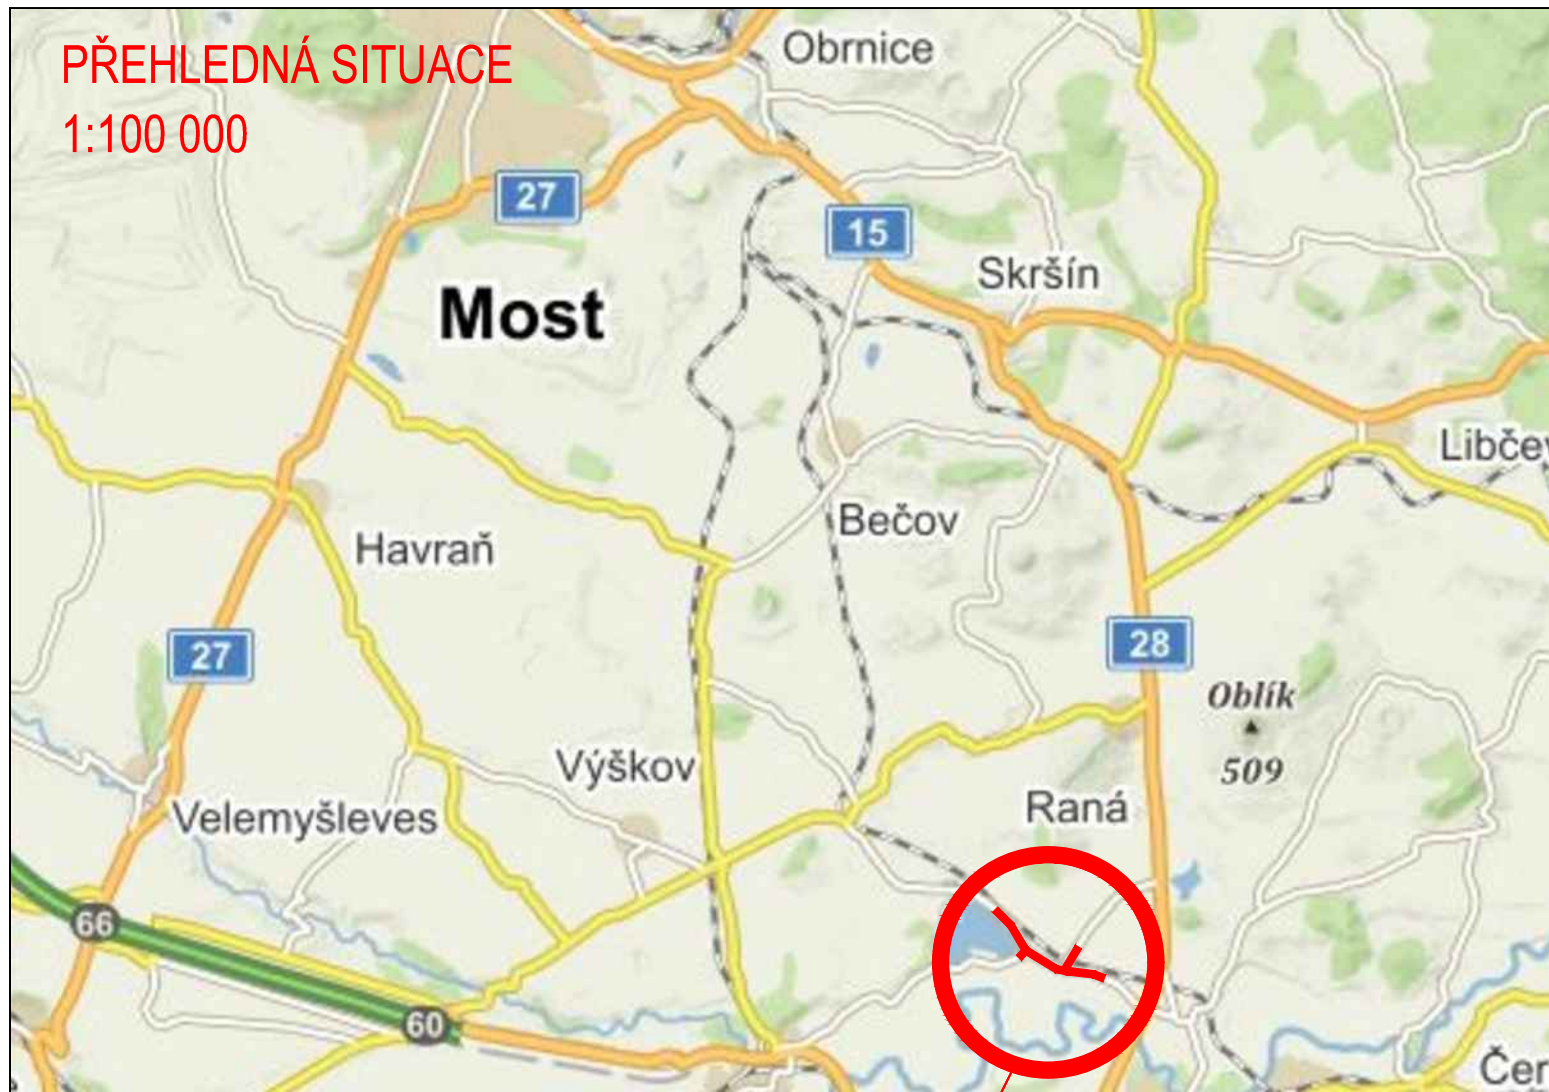 PŘEHLEDNÁ SITUACE
1:100 000
Obrnice
27
15
Skršín
Most
Libčev
Bečov
Havraň
27
28
Oblík
509
Výškov
Raná
Velemyšleves
66
60
Čer